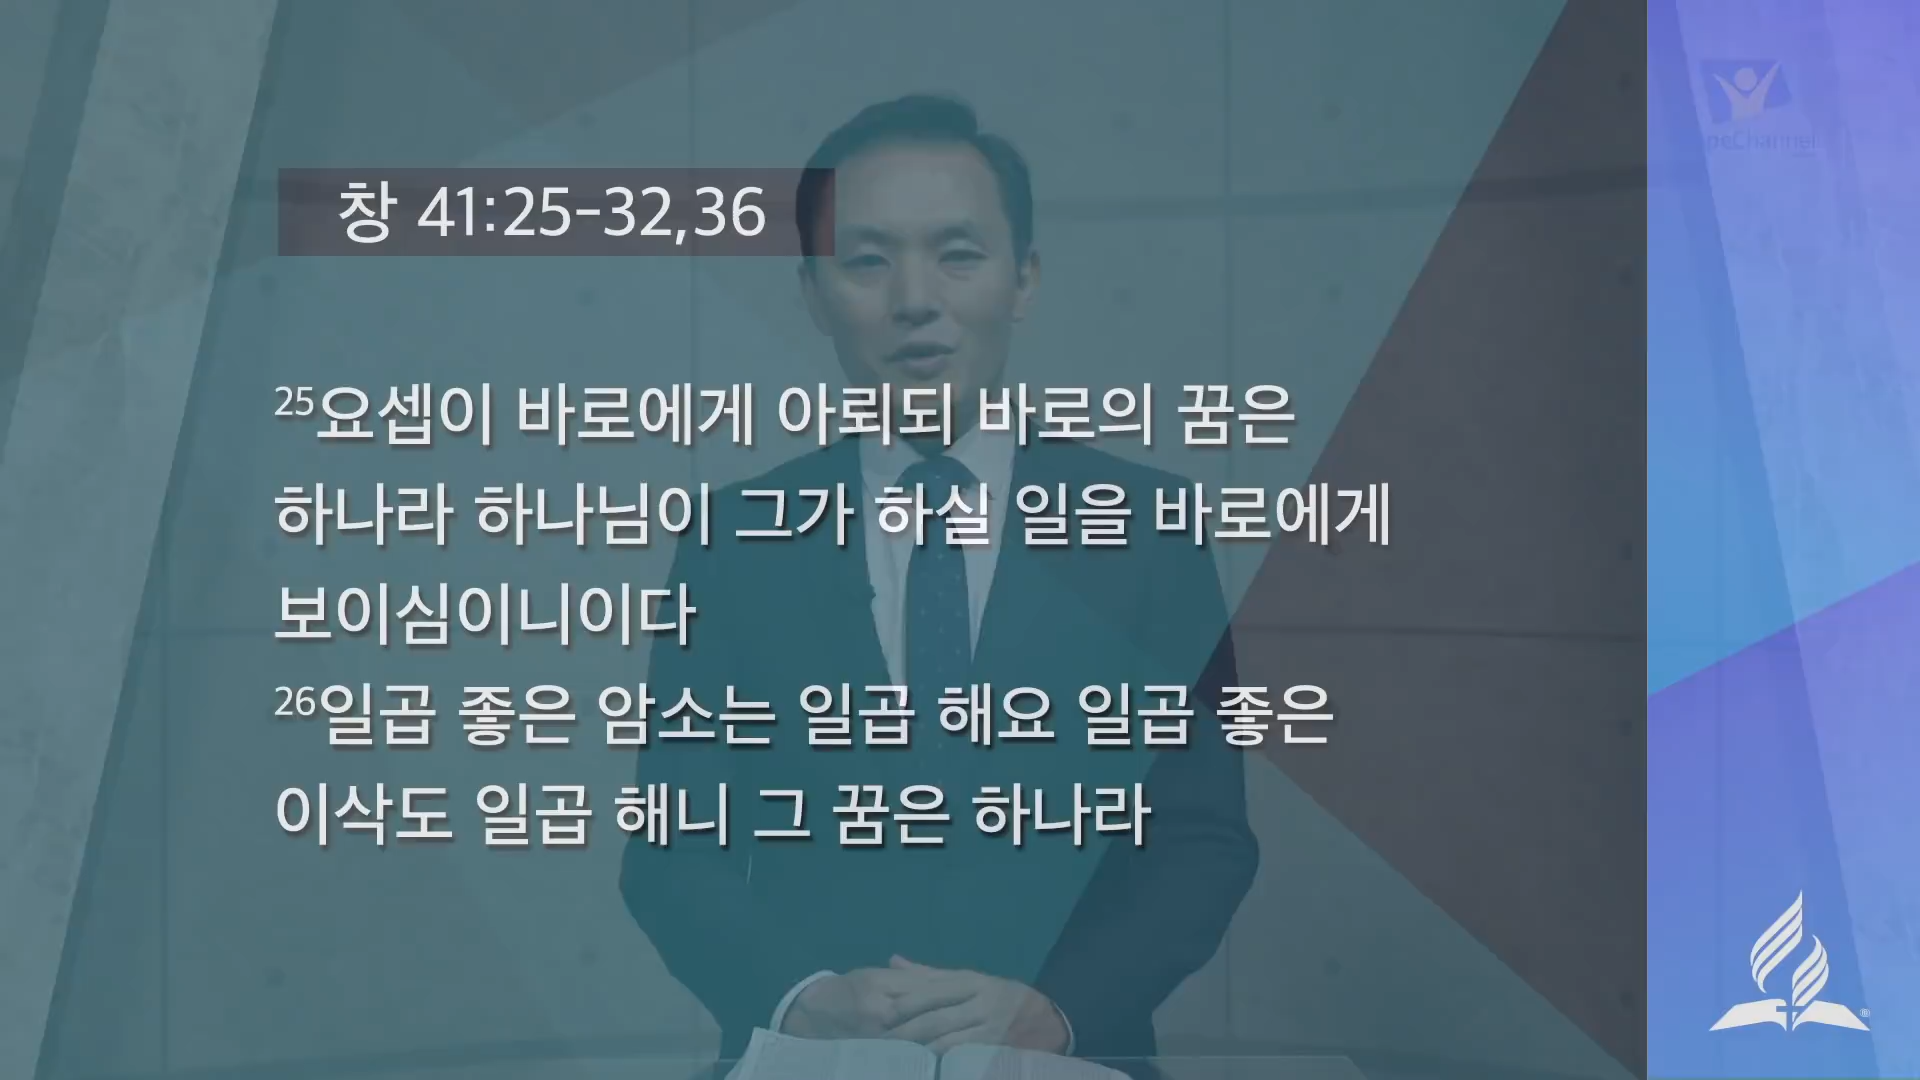 창 41:25-32,36
25요셉이 바로에게 아뢰되 바로의 꿈은
하나라 하나님이 그가 하실 일을 바로에게
보이심이니이다
26일곱 좋은 암소는 일곱 해요 일곱 좋은
이삭도 일곱 해니 그 꿈은 하나라